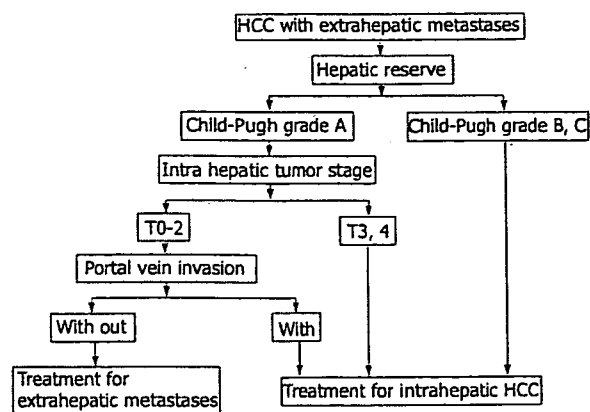 HCC with extrahepatic metastases
Hepatic reserve
Child-Pugh grade A
Child-Pugh grade B, C
Intra hepatic tumor stage
T0-2
T3, 4
Portal vein invasion
With out
With
Treatment for
extrahepatic metastases
Treatment for intrahepatic HCC